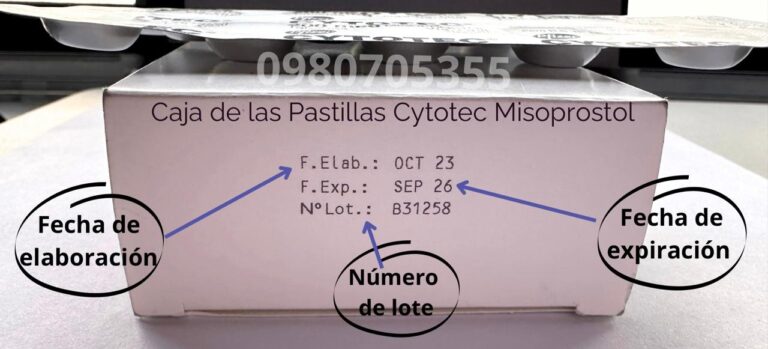 CYTOTEC
0980705355
Caja de las Pastillas Cytotec Misoprostol
F.Elab.: OCT 23
F.Exp.: SEP 26
NºLot.: B31258
Fecha de
elaboración
Número
de lote
Fecha de
expiración